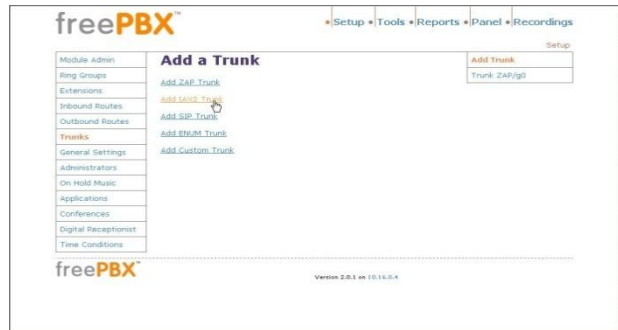 freePBX™
Setup • Tools • Reports • Panel • Recordings
Setup
Module Admin
Ring Groups
Extensions
Inbound Routes
Outbound Routes
Trunks
General Settings
Administrators
On Hold Music
Applications
Conferences
Digital Receptionist
Time Conditions
Add a Trunk
Add ZAP Trunk
Add IAX2 Trunk
Add SIP Trunk
Add ENUM Trunk
Add Custom Trunk
Add Trunk
Trunk ZAP/g0
freePBX™
Version 2.0.1 on 10.16.0.4